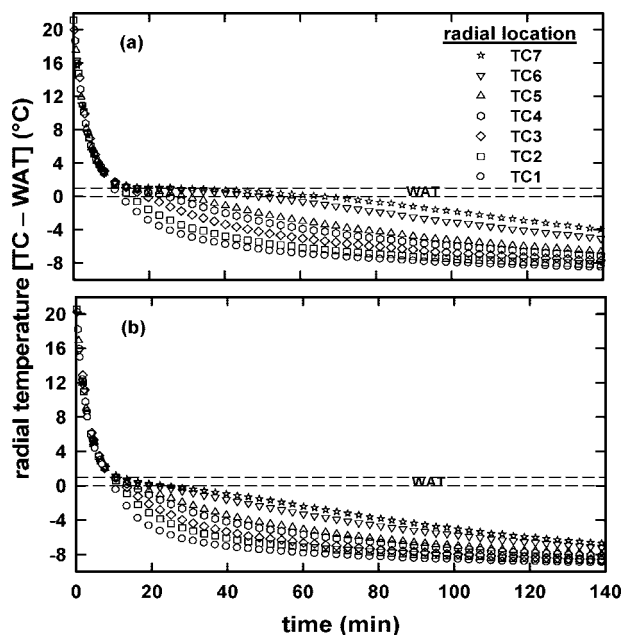 20
16
12
8
4
0
-4
-8
(a)
radial location
TC7
TC6
TC5
TC4
TC3
TC2
TC1
WAT
radial temperature [TC – WAT] (°C)
20
16
12
8
4
0
-4
-8
(b)
WAT
0 20 40 60 80 100 120 140
time (min)